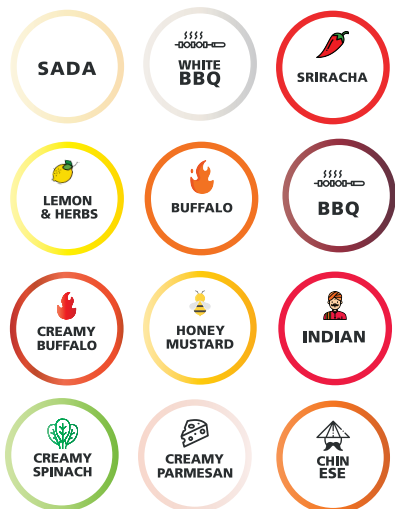 SADA
WHITE
BBQ
SRIRACHA
LEMON
& HERBS
BUFFALO
BBQ
CREAMY
BUFFALO
HONEY
MUSTARD
INDIAN
CREAMY
SPINACH
CREAMY
PARMESAN
CHIN
ESE